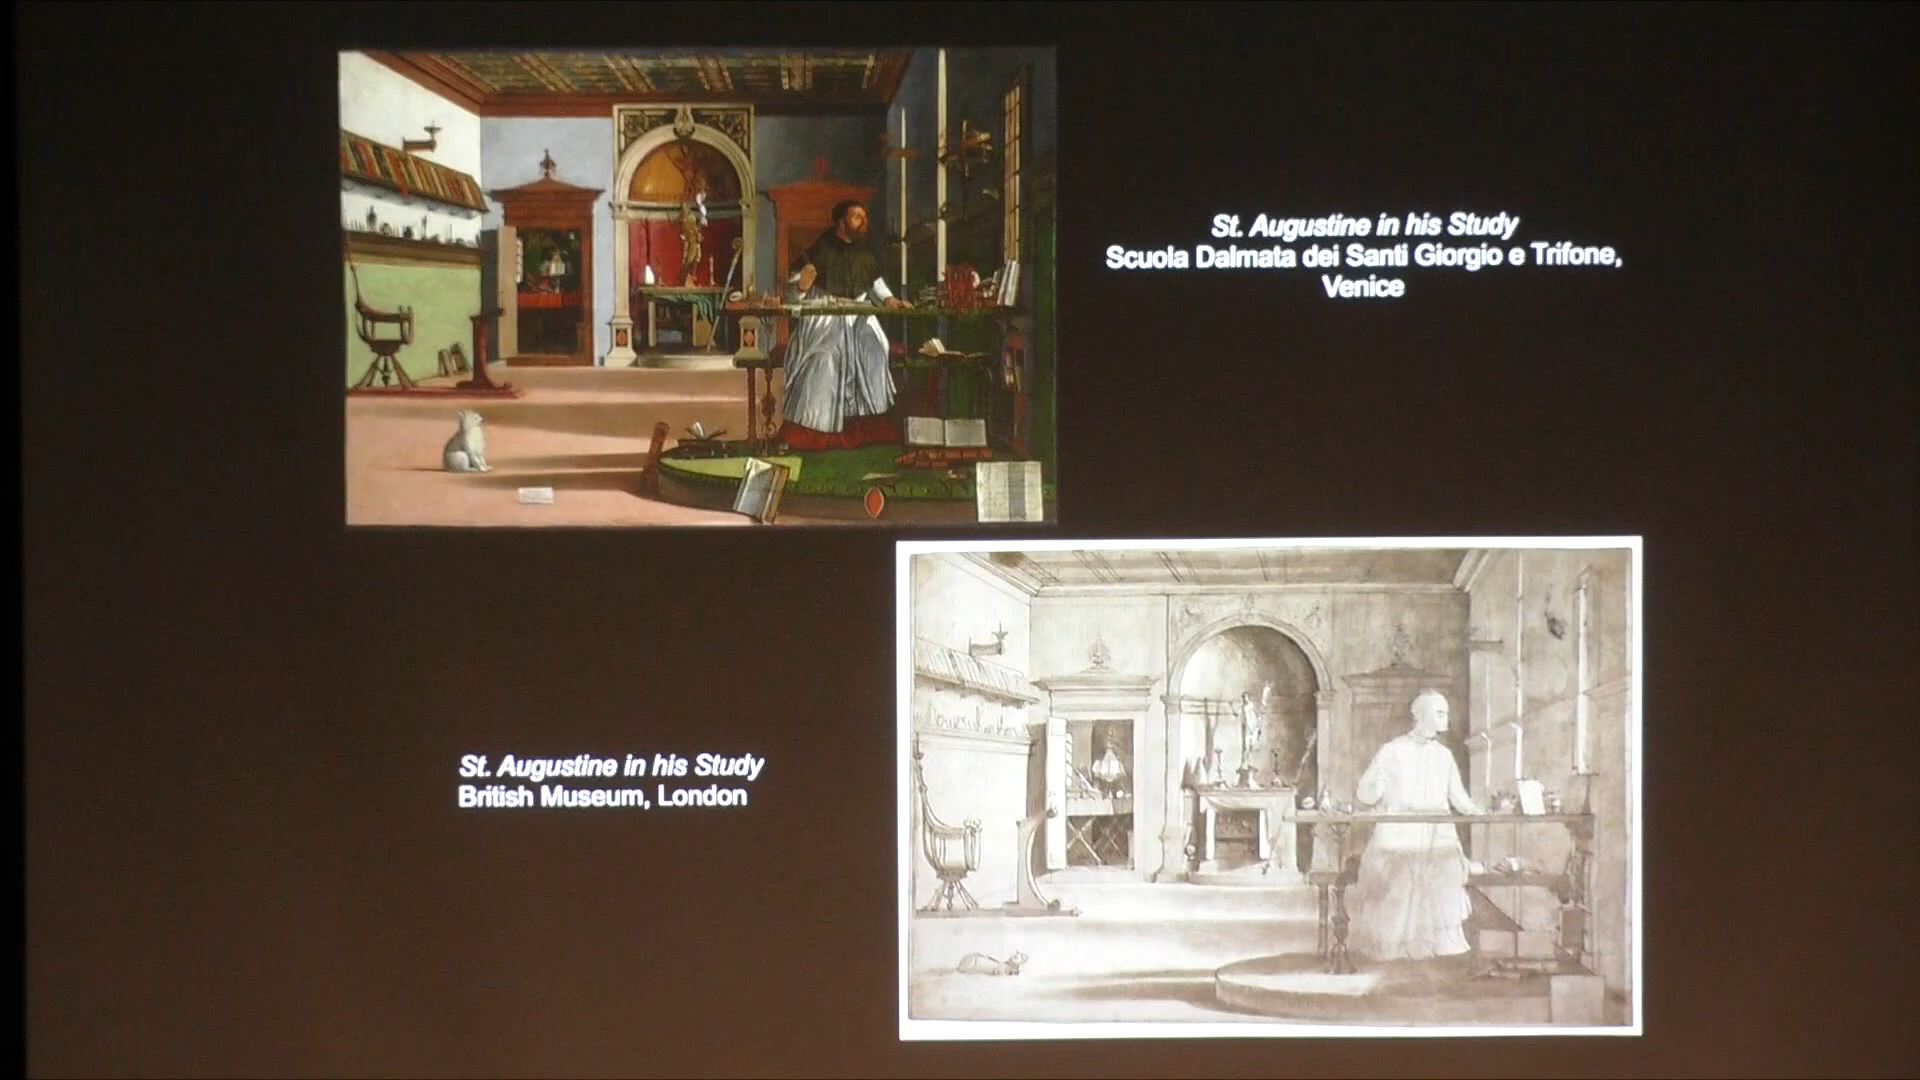 St. Augustine in his Study
Scuola Dalmata dei Santi Giorgio e Trifone,
Venice
St. Augustine in his Study
British Museum, London